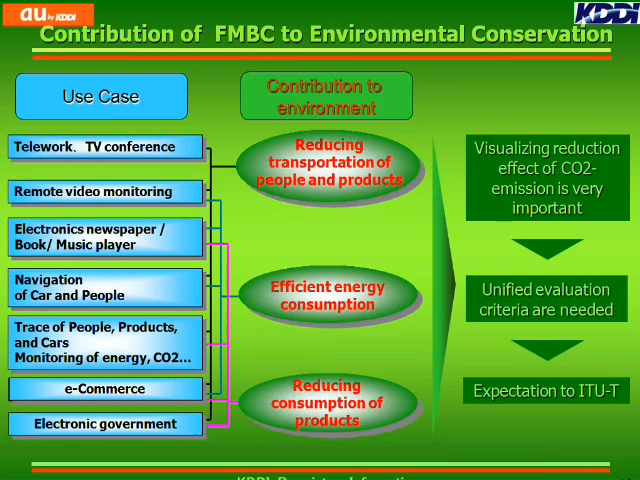 au by KDDI
KDDI
Contribution of FMBC to Environmental Conservation
Use Case
Contribution to
environment
Telework、TV conference
Remote video monitoring
Electronics newspaper /
Book/ Music player
Navigation
of Car and People
Trace of People, Products,
and Cars
Monitoring of energy, CO2…
e-Commerce
Electronic government
Reducing
transportation of
people and products
Efficient energy
consumption
Reducing
consumption of
products
Visualizing reduction
effect of CO2-
emission is very
important
Unified evaluation
criteria are needed
Expectation to ITU-T